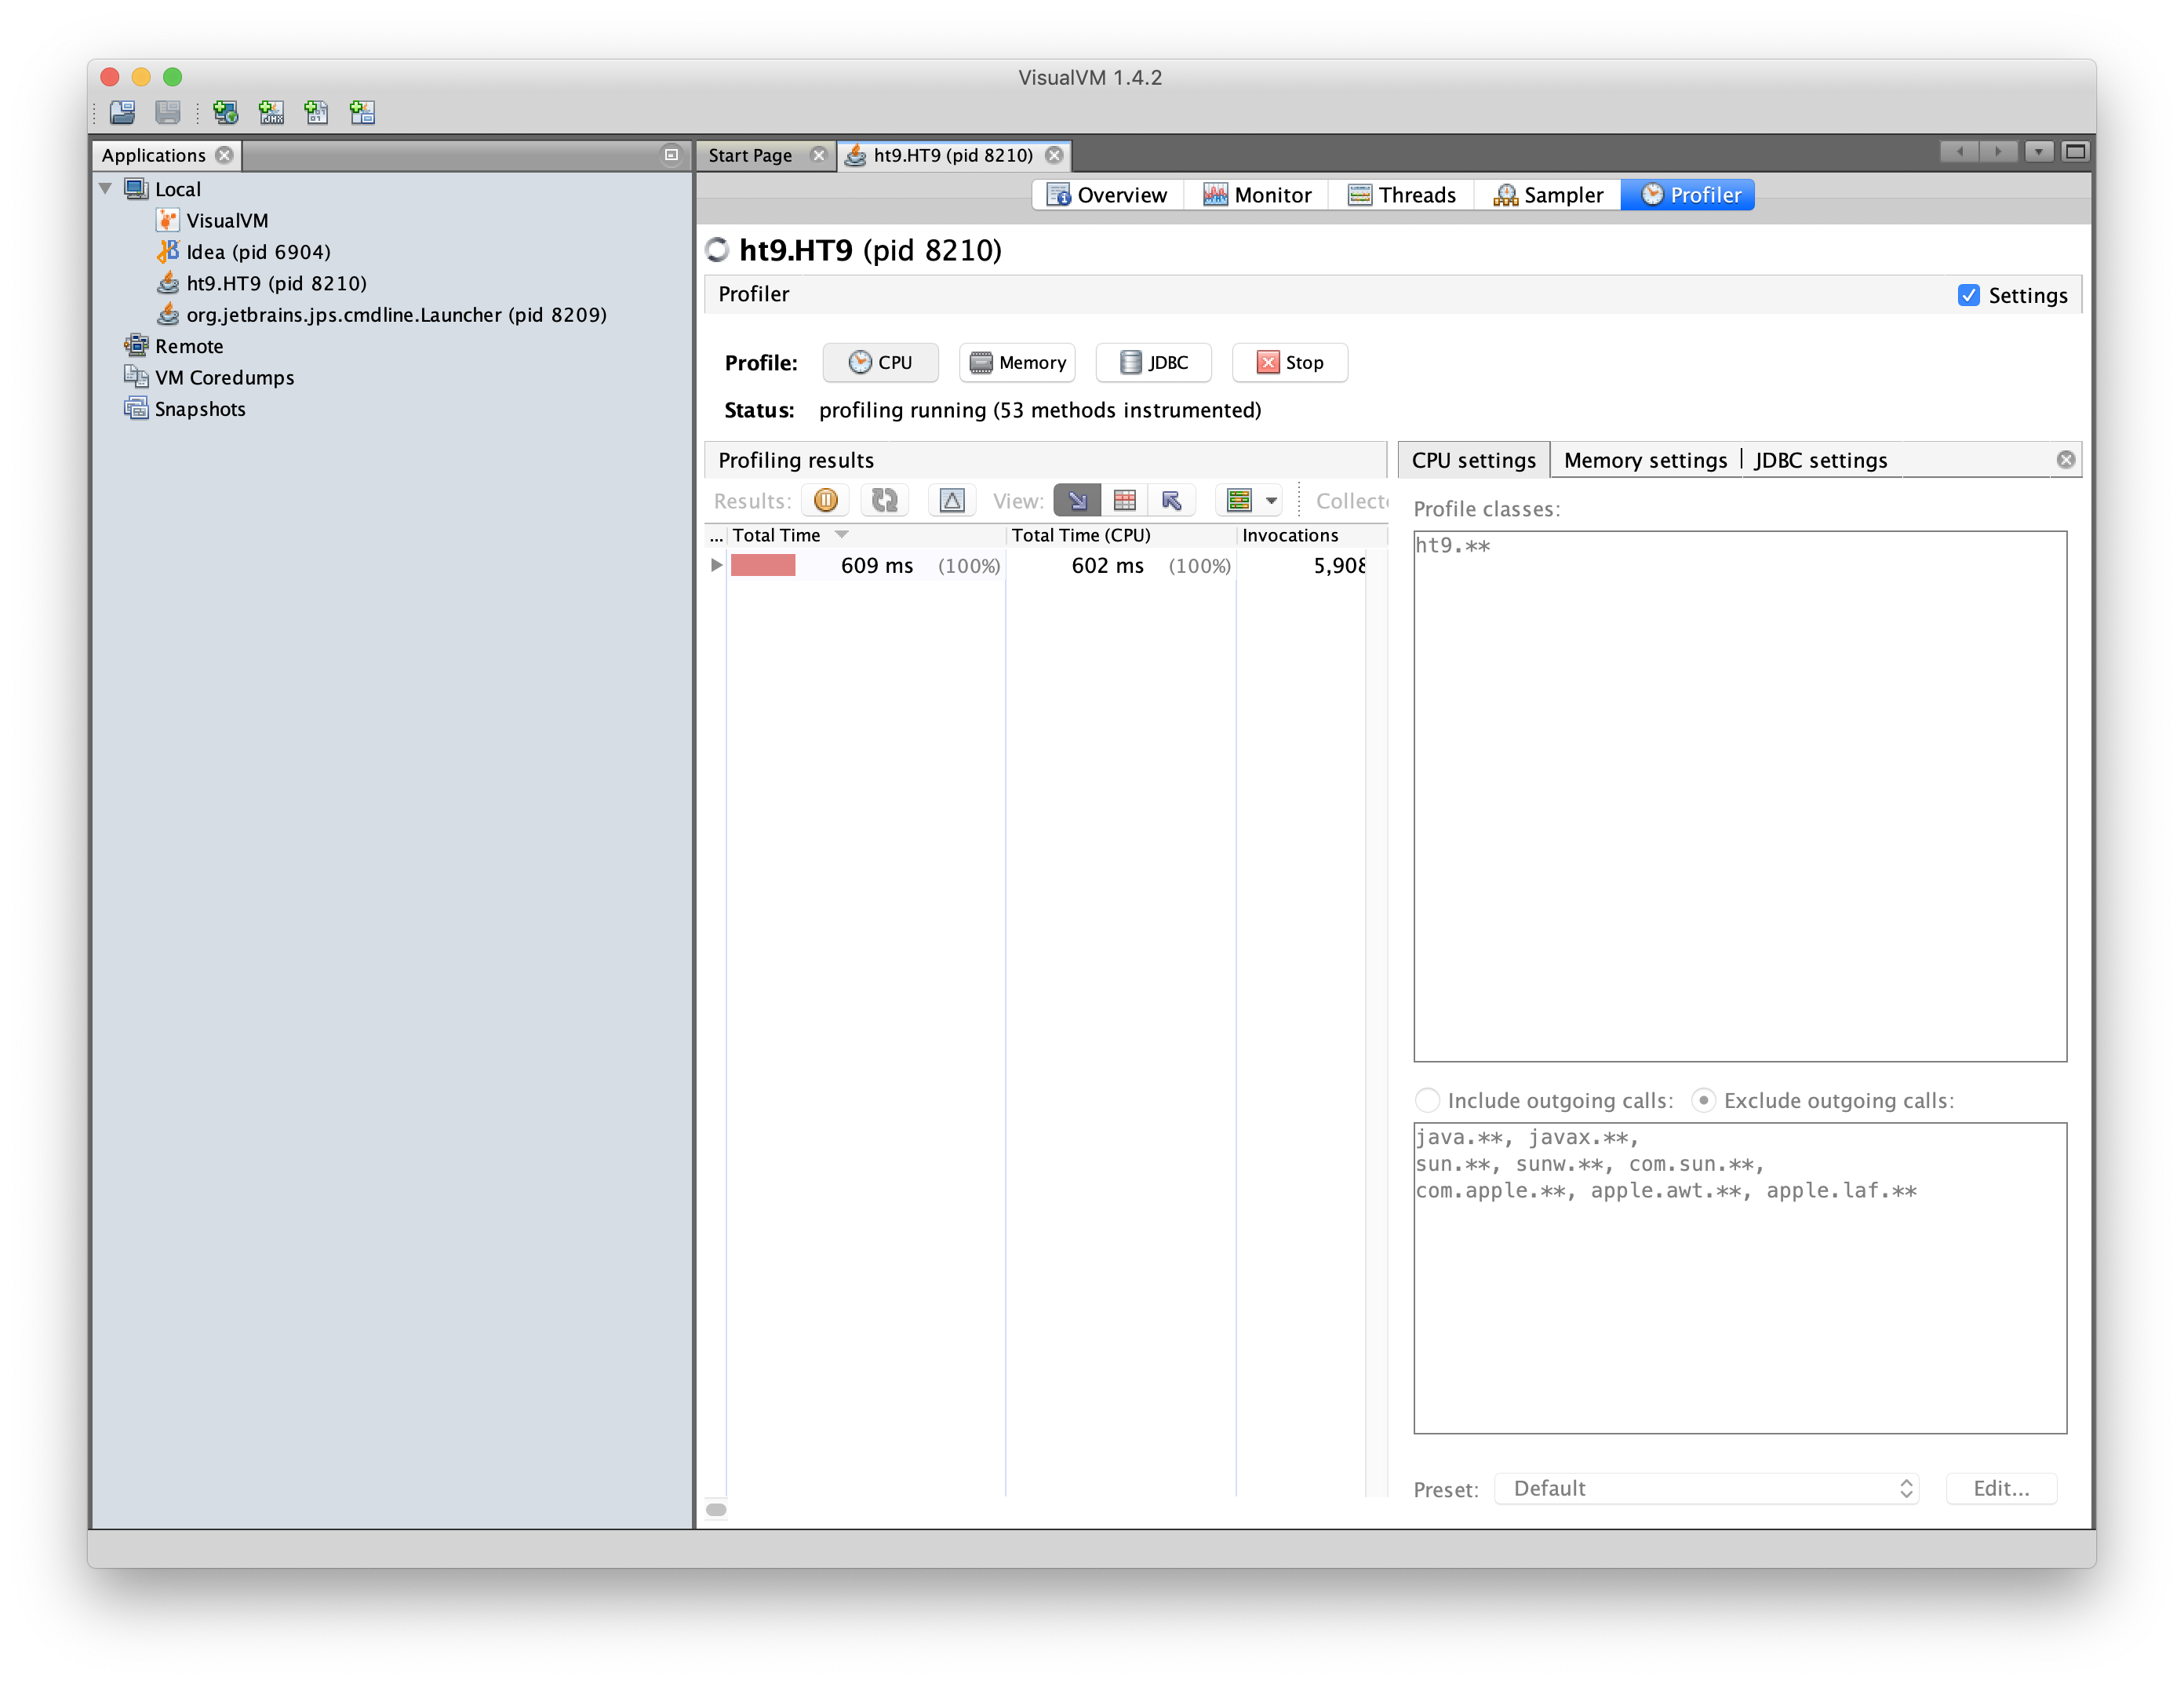 VisualVM 1.4.2
Applications
Start Page
ht9.HT9 (pid 8210)
Local
VisualVM
Idea (pid 6904)
ht9.HT9 (pid 8210)
org.jetbrains.jps.cmdline.Launcher (pid 8209)
Remote
VM Coredumps
Snapshots
Overview
Monitor
Threads
Sampler
Profiler
ht9.HT9 (pid 8210)
Profiler
Settings
Profile:
CPU
Memory
JDBC
Stop
Status: profiling running (53 methods instrumented)
Profiling results
Results:
View:
... Total Time Total Time (CPU) Invocations
609 ms (100%) 602 ms (100%) 5,908
CPU settings
Memory settings
JDBC settings
Profile classes:
ht9.**
Include outgoing calls:
Exclude outgoing calls:
java.**, javax.**,
sun.**, sunw.**, com.sun.**,
com.apple.**, apple.awt.**, apple.laf.**
Preset:
Default
Edit...